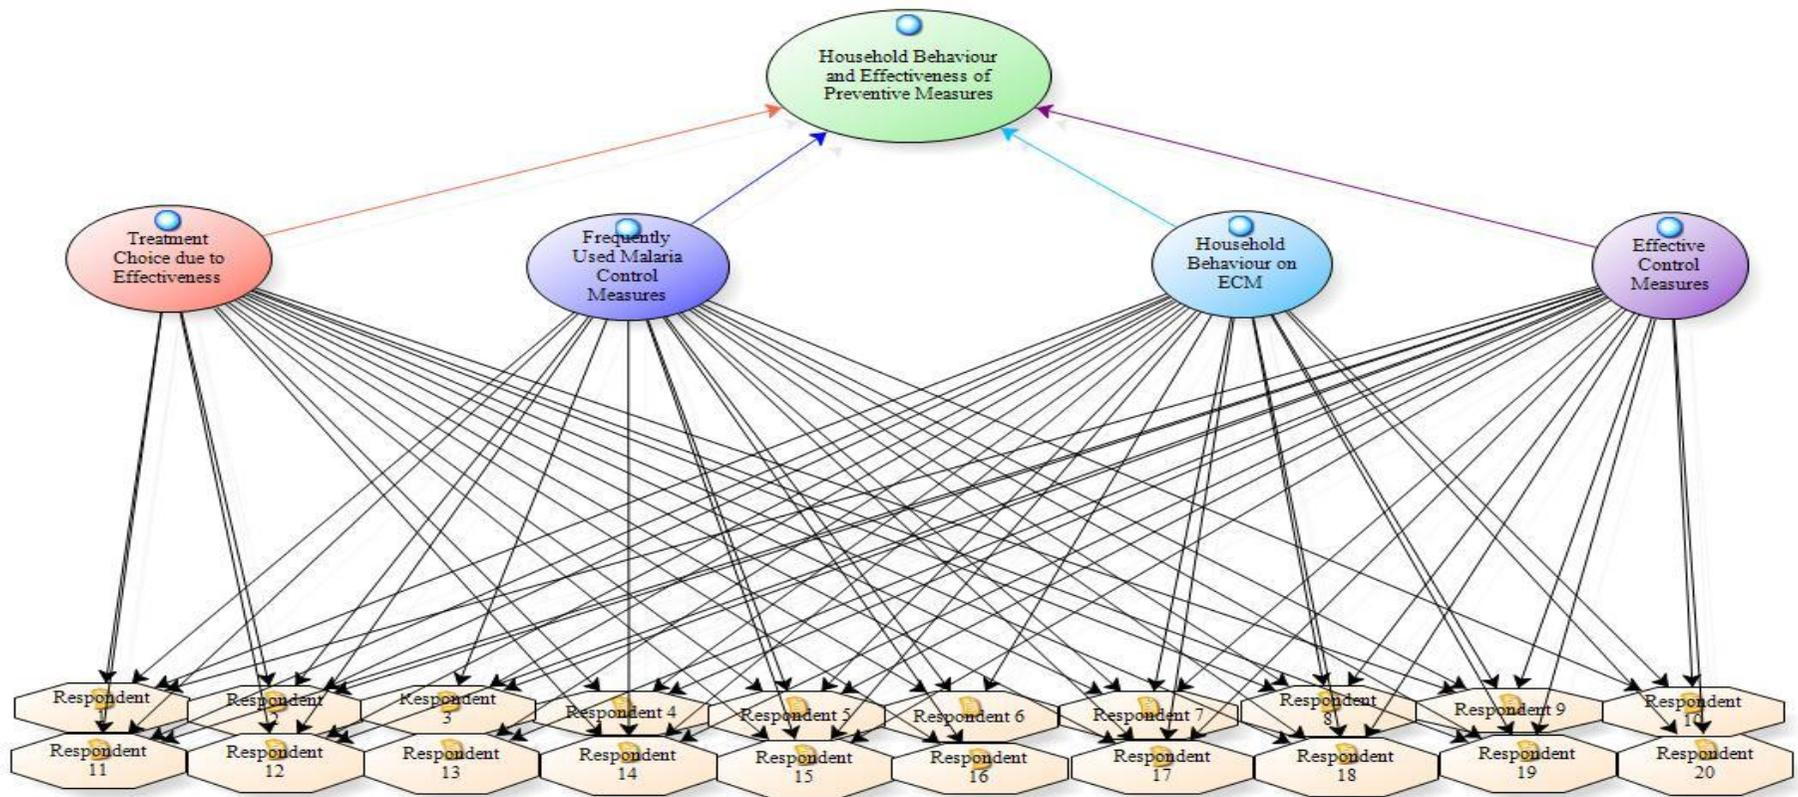 Household Behaviour
and Effectiveness of
Preventive Measures
Treatment
Choice due to
Effectiveness
Frequently
Used Malaria
Control
Measures
Household
Behaviour on
ECM
Effective
Control
Measures
Respondent
Respondent
2
Respondent
3
Respondent 4
Respondent 5
Respondent 6
Respondent 7
Respondent
8
Respondent 9
Respondent
10
Respondent
11
Respondent
12
Respondent
13
Respondent
14
Respondent
15
Respondent
16
Respondent
17
Respondent
18
Respondent
19
Respondent
20